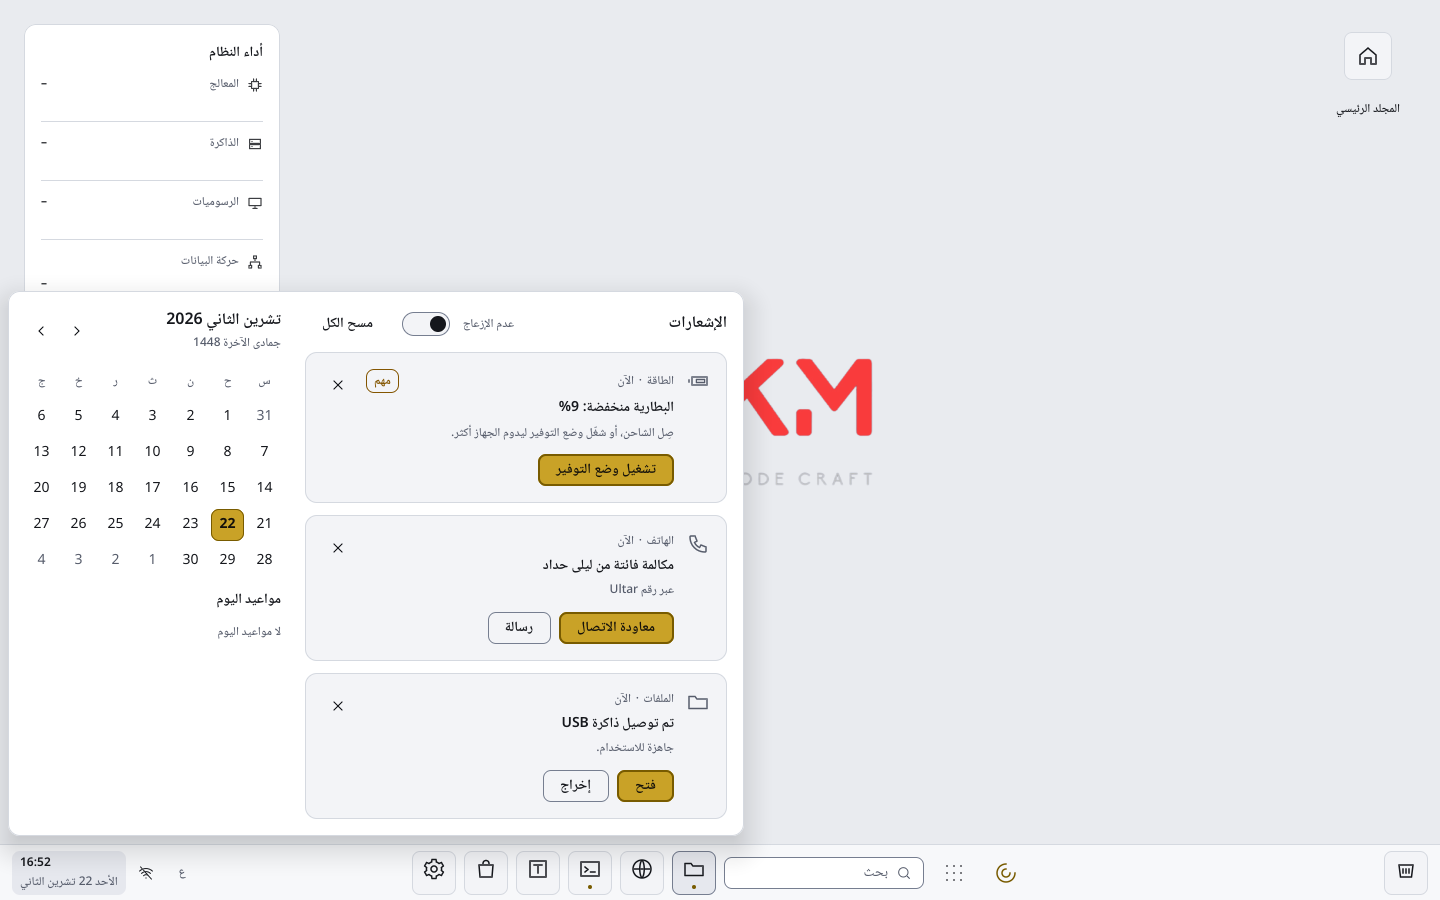 المجلد الرئيسي
أداء النظام
المعالج
–
الذاكرة
–
الرسوميات
–
حركة البيانات
–
KM
ODE CRAFT
الإشعارات
عدم الإزعاج
مسح الكل
الطاقة · الآن
مهم
البطارية منخفضة: 9%
صِل الشاحن، أو شغّل وضع التوفير ليدوم الجهاز أكثر.
تشغيل وضع التوفير
الهاتف · الآن
مكالمة فائتة من ليلى حداد
عبر رقم Ultar
معاودة الاتصال
رسالة
الملفات · الآن
تم توصيل ذاكرة USB
جاهزة للاستخدام.
فتح
إخراج
تشرين الثاني 2026
جمادى الآخرة 1448
س ح ن ث ر خ ج
31 1 2 3 4 5 6
7 8 9 10 11 12 13
14 15 16 17 18 19 20
21 22 23 24 25 26 27
28 29 30 1 2 3 4
مواعيد اليوم
لا مواعيد اليوم
بحث
ع
16:52
الأحد 22 تشرين الثاني